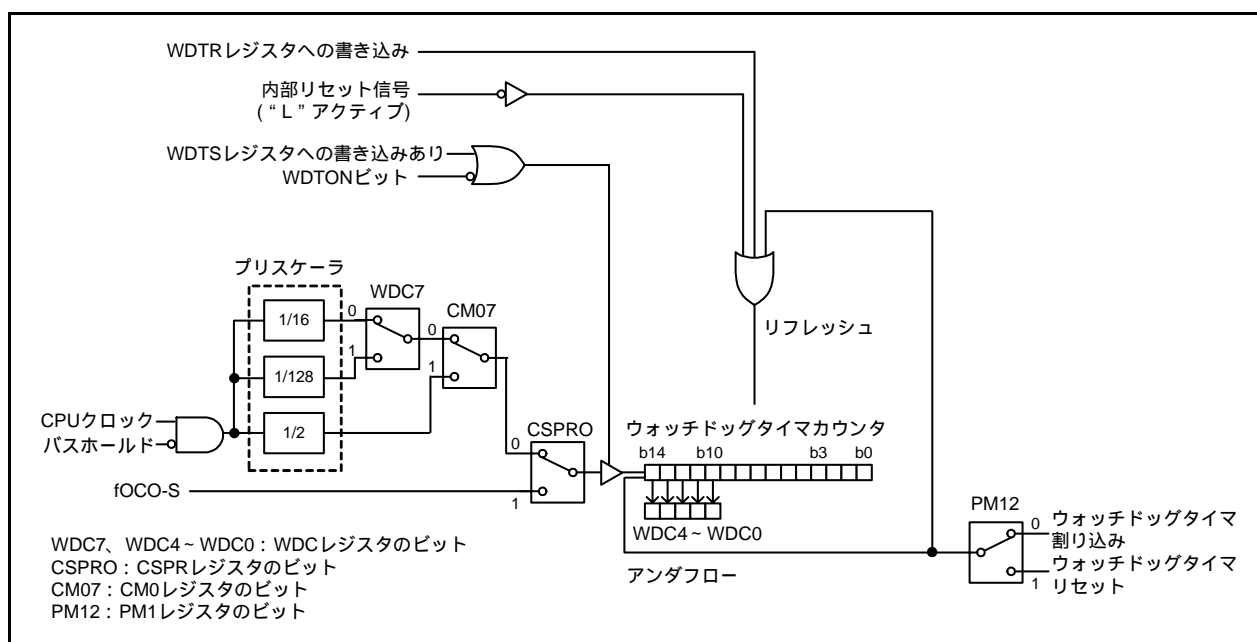 WDTRレジスタへの書き込み
内部リセット信号
( “ L ” アクティブ)
WDTSレジスタへの書き込みあり
WDTONビット
プリスケーラ
WDC7
CM07
1/16
0
0
1/128
1
1
1/2
CPUクロック
バスホールド
リフレッシュ
CSPRO
0
1
fOCO-S
ウォッチドッグタイマカウンタ
b14 b10 b3 b0
WDC4~WDC0
アンダフロー
PM12
0
ウォッチドッグタイマ
割り込み
ウォッチドッグタイマ
リセット
1
WDC7、WDC4~WDC0:WDCレジスタのビット
CSPRO:CSPRレジスタのビット
CM07:CM0レジスタのビット
PM12:PM1レジスタのビット